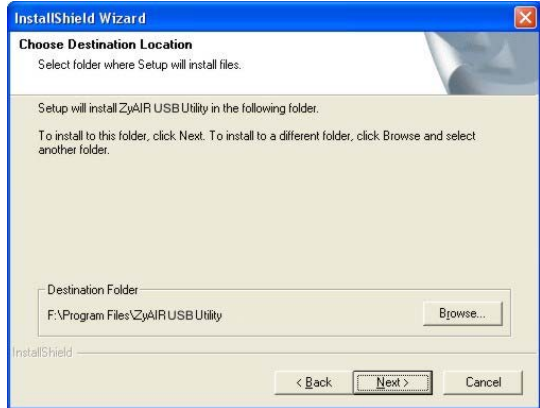 InstallShield Wizard
Choose Destination Location
Select folder where Setup will install files.
Setup will install ZyAIR USB Utility in the following folder.
To install to this folder, click Next. To install to a different folder, click Browse and select
another folder.
Destination Folder
F:\Program Files\ZyAIR USB Utility
Browse...
InstallShield
< Back
Next >
Cancel